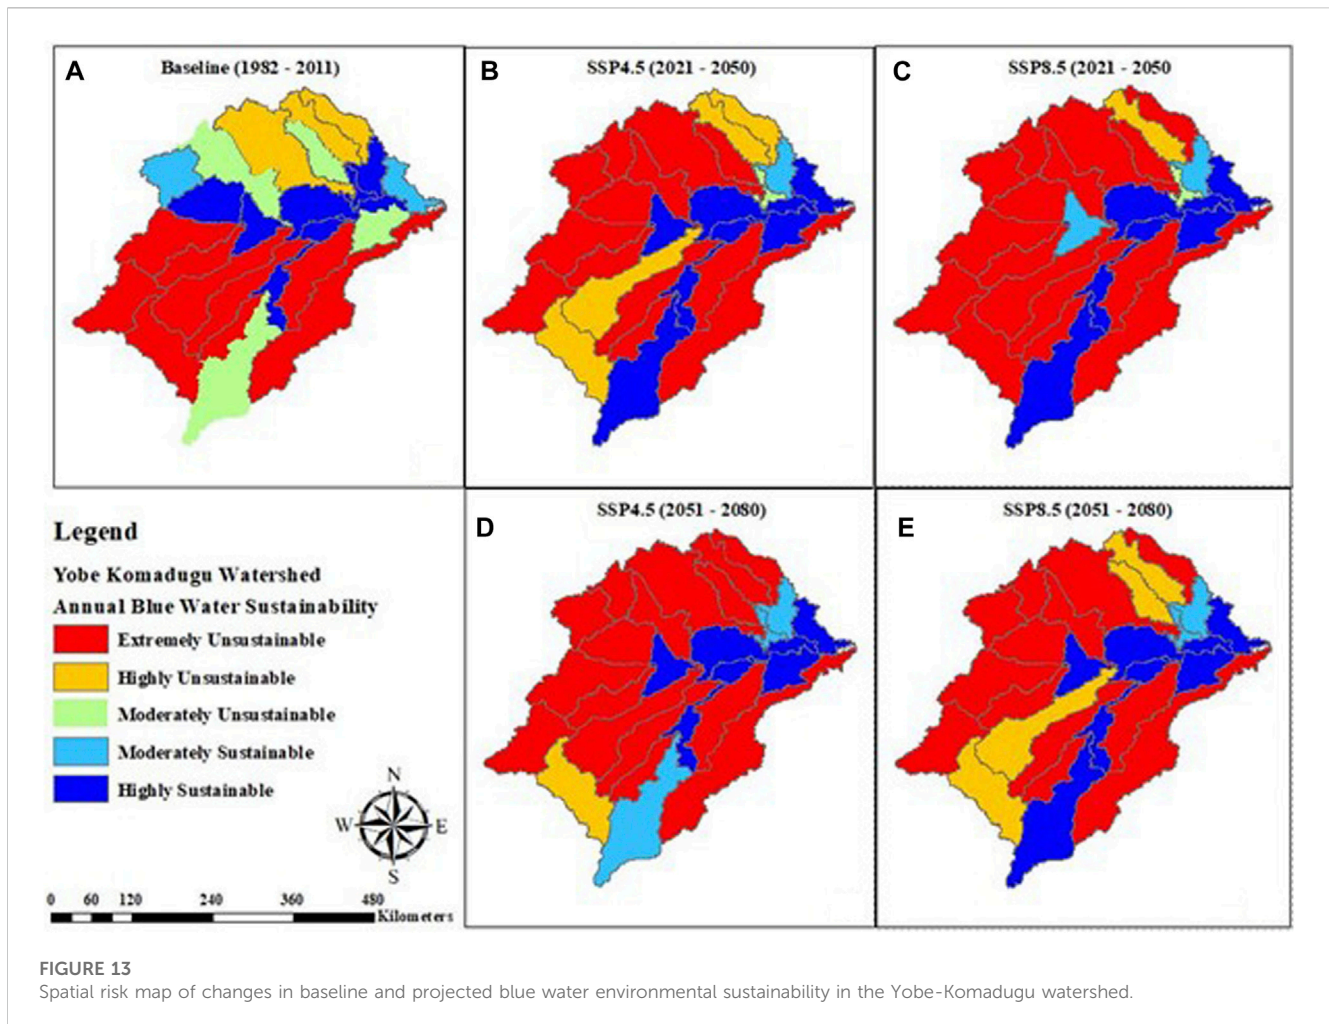 A
Baseline (1982 - 2011)
B
SSP4.5 (2021 - 2050)
C
SSP8.5 (2021 - 2050
Legend
Yobe Komadugu Watershed
Annual Blue Water Sustainability
Extremely Unsustainable
Highly Unsustainable
Moderately Unsustainable
Moderately Sustainable
Highly Sustainable
N
W E
S
0 60 120 240 360 480
Kilometers
D
SSP4.5 (2051 - 2080)
E
SSP8.5 (2051 - 2080)
FIGURE 13
Spatial risk map of changes in baseline and projected blue water environmental sustainability in the Yobe-Komadugu watershed.